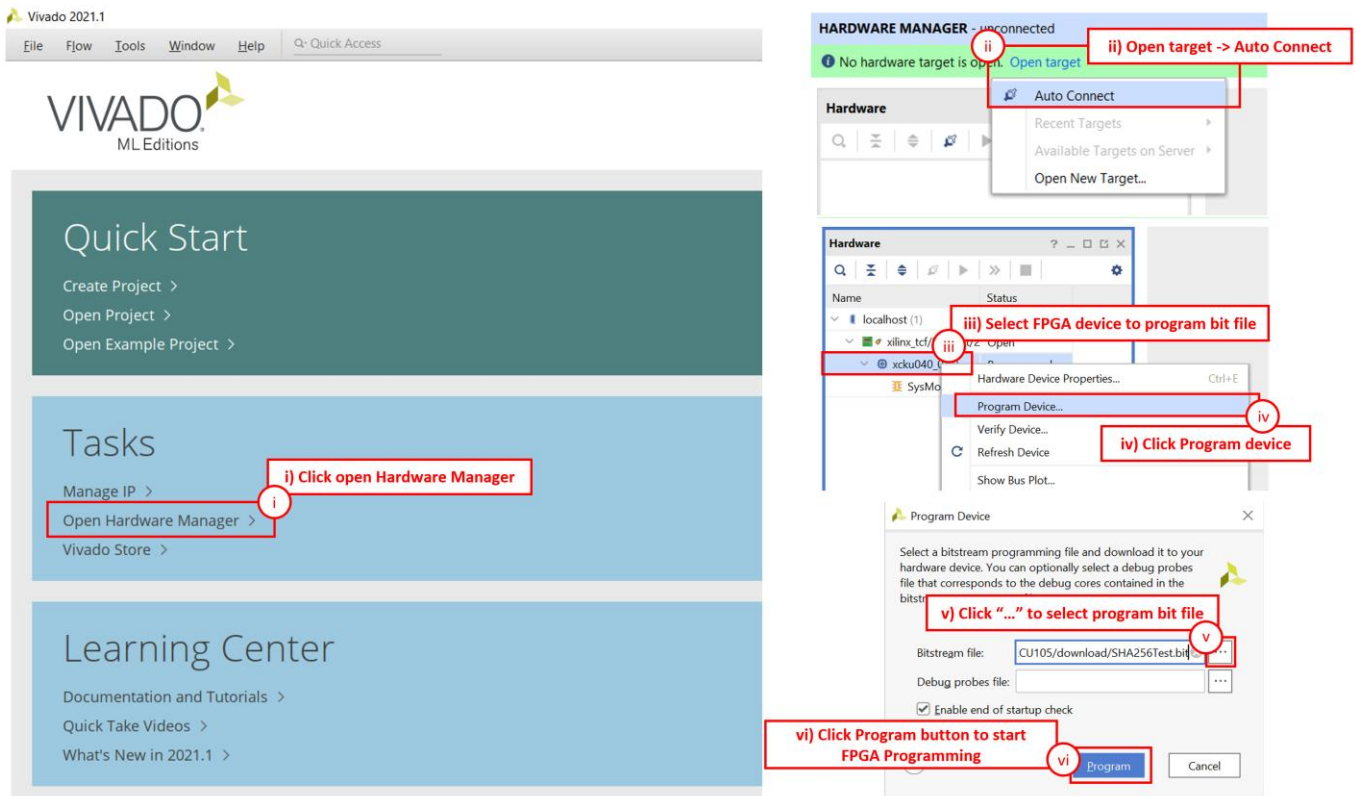 Vivado 2021.1
File Flow Tools Window Help Quick Access
VIVADO.
ML Editions
Quick Start
Create Project >
Open Project >
Open Example Project >
Tasks
i) Click open Hardware Manager
Manage IP >
i
Open Hardware Manager >
Vivado Store >
Learning Center
Documentation and Tutorials >
Quick Take Videos >
What's New in 2021.1 >
HARDWARE MANAGER - unconnected
ii
ii) Open target -> Auto Connect
No hardware target is open. Open target
Auto Connect
Hardware
Recent Targets
Available Targets on Server
Open New Target...
Hardware
Name Status
localhost (1)
iii) Select FPGA device to program bit file
xilinx_tcf/ Open
iii
xcku040_
SysMo
Hardware Device Properties... Ctrl+E
Program Device...
iv
Verify Device...
iv) Click Program device
Refresh Device
Show Bus Plot...
Program Device
Select a bitstream programming file and download it to your
hardware device. You can optionally select a debug probes
file that corresponds to the debug cores contained in the
v) Click “...” to select program bit file
v
Bitstream file: CU105/download/SHA256Test.bit ...
Debug probes file: ...
Enable end of startup check
vi) Click Program button to start
FPGA Programming
vi
Program Cancel